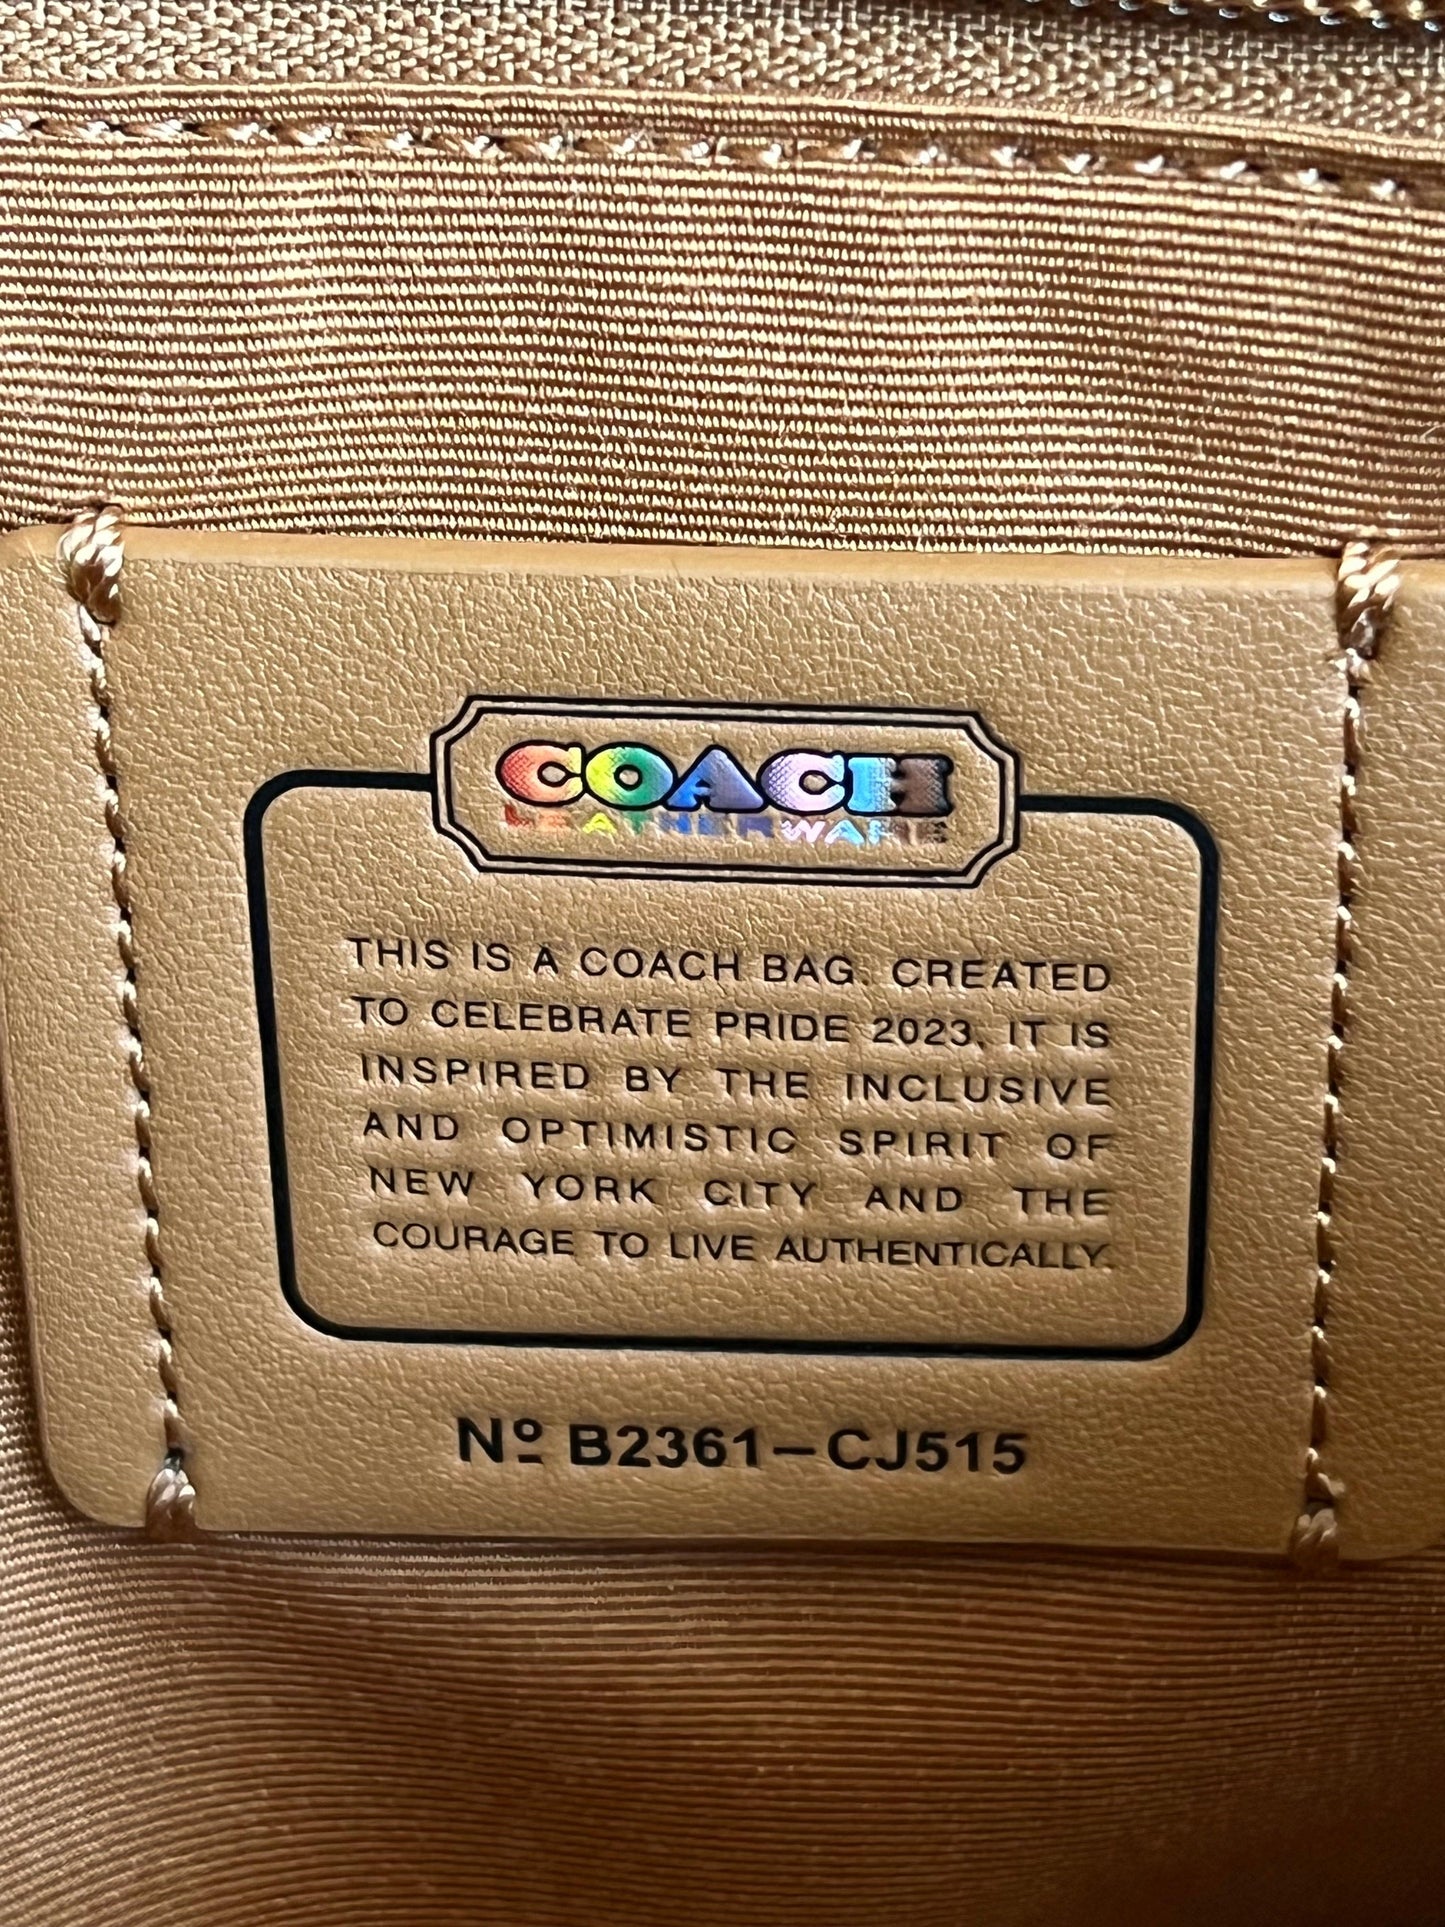 COACH
LEATHERWARE
THIS IS A COACH BAG. CREATED
TO CELEBRATE PRIDE 2023. IT IS
INSPIRED BY THE INCLUSIVE
AND OPTIMISTIC SPIRIT OF
NEW YORK CITY AND THE
COURAGE TO LIVE AUTHENTICALLY.
Nº B2361–CJ515